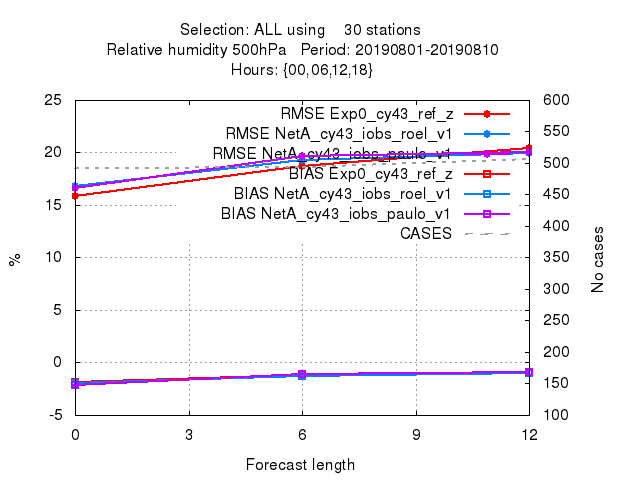 Selection: ALL using    30 stations
Relative humidity 500hPa   Period: 20190801-20190810
Hours: {00,06,12,18}
25
20
15
10
5
0
-5
%
RMSE Exp0_cy43_ref_z
RMSE NetA_cy43_iobs_roel_v1
RMSE NetA_cy43_iobs_paulo_v1
BIAS Exp0_cy43_ref_z
BIAS NetA_cy43_iobs_roel_v1
BIAS NetA_cy43_iobs_paulo_v1
CASES
600
550
500
450
400
350
300
250
200
150
100
No cases
0 3 6 9 12
Forecast length